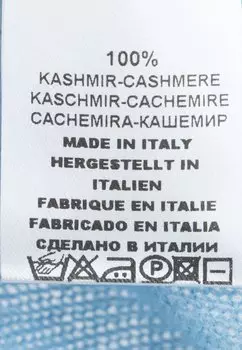 100%
KASHMIR-CASHMERE
KASCHMIR-CACHEMIRE
CACHEMIRA-КАШЕМИР
MADE IN ITALY
HERGESTELLT IN
ITALIEN
FABRIQUE EN ITALIE
FABRICADO EN ITALIA
СДЕЛАНО В ИТАЛИИ
P